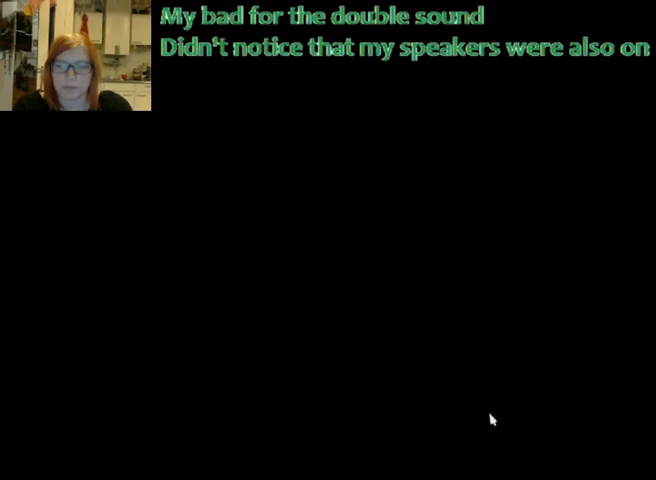 My bad for the double sound
Didn't notice that my speakers were also on